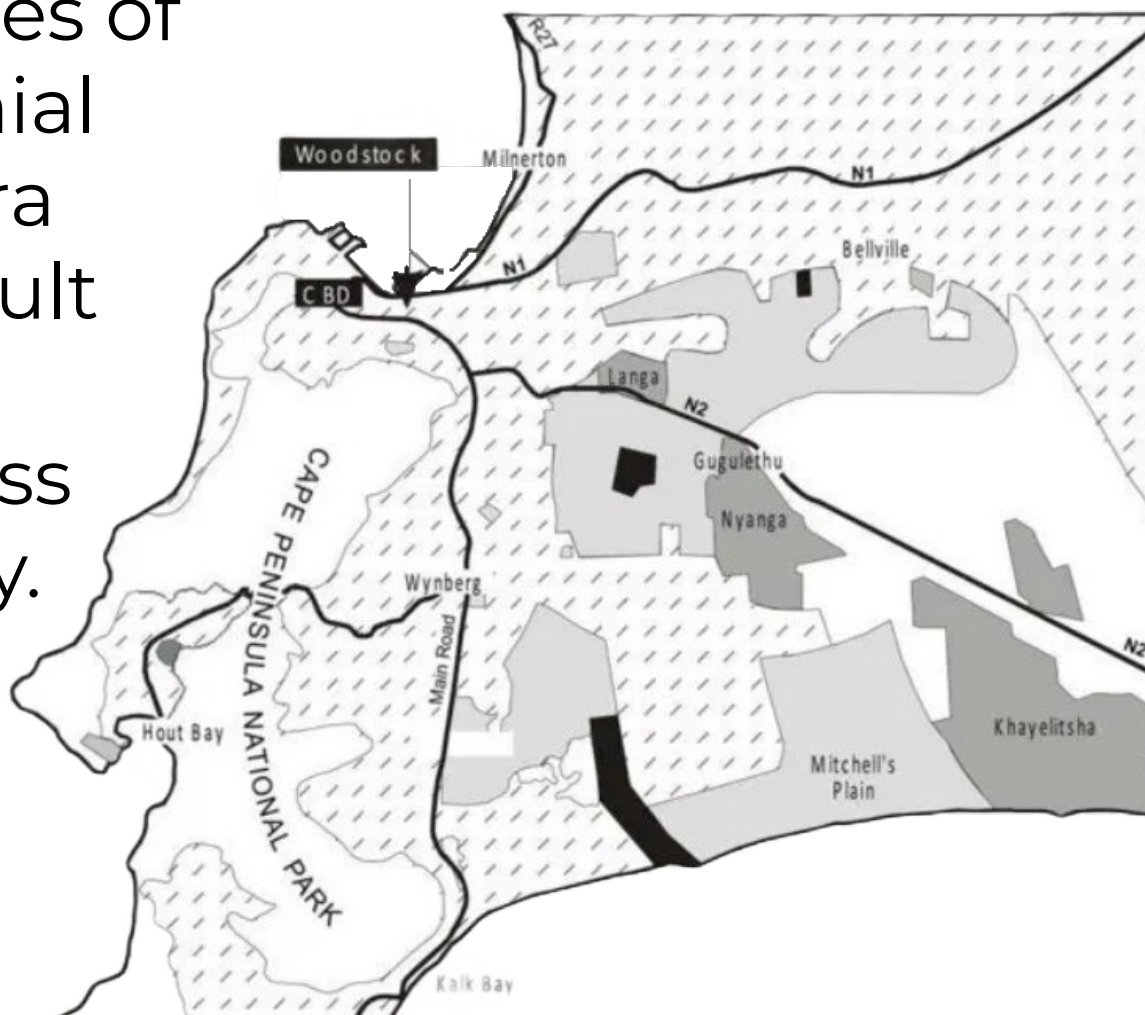 es of
nial
ra
ult
ss
y.
R27
Woodstock
Milnerton
N1
Bellville
N1
CBD
Langa
N2
Gugulethu
CAPE PENINSULA NATIONAL PARK
Nyanga
Wynberg
Main Road
N2
Hout Bay
Khayelitsha
Mitchell's
Plain
Kalk Bay